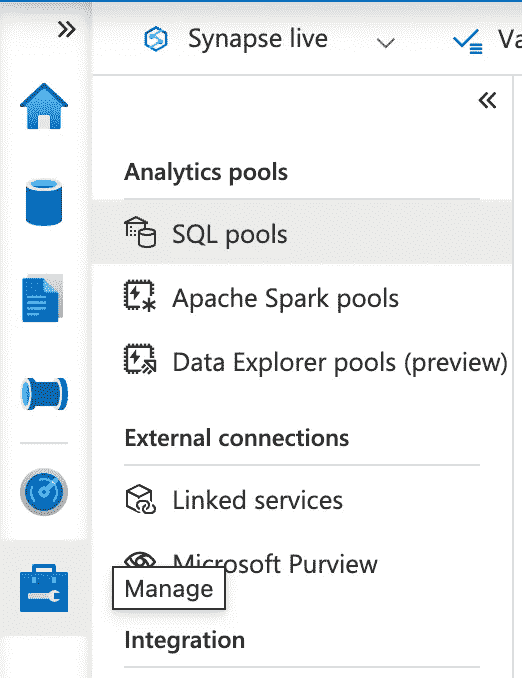 Synapse live
Va
Analytics pools
SQL pools
Apache Spark pools
Data Explorer pools (preview)
External connections
Linked services
Microsoft Purview
Manage
Integration